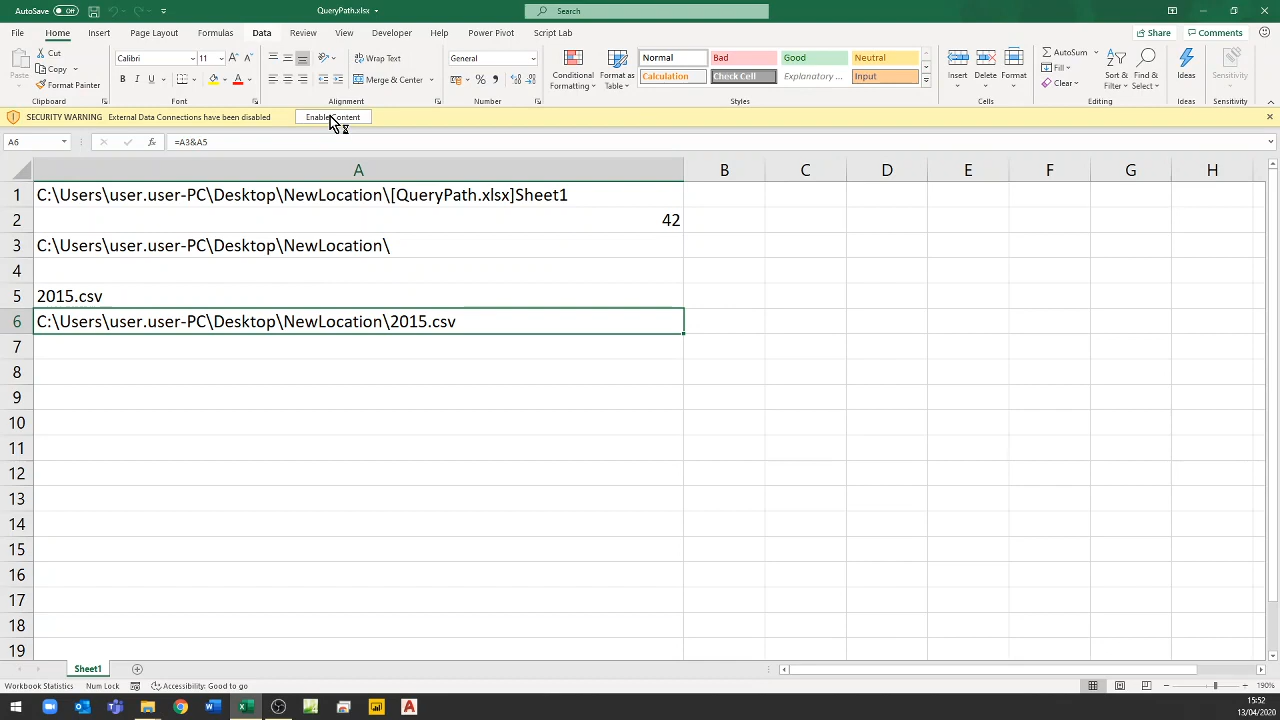 AutoSave Off QueryPath.xlsx Search
File Home Insert Page Layout Formulas Data Review View Developer Help Power Pivot Script Lab Share Comments
Paste Cut Copy Format Painter Clipboard
Calibri 11 B I U Font
Wrap Text Merge & Center Alignment
General % Number
Conditional Formatting Format as Table
Normal Bad Good Neutral
Calculation Check Cell Explanatory ... Input
Styles
Insert Delete Format Cells
AutoSum Fill Clear Sort & Filter Find & Select Editing
Ideas Ideas
Sensitivity Sensitivity
SECURITY WARNING External Data Connections have been disabled Enable Content
A6 fx =A3&A5
A B C D E F G H
1 C:\Users\user.user-PC\Desktop\NewLocation\[QueryPath.xlsx]Sheet1
2 42
3 C:\Users\user.user-PC\Desktop\NewLocation\
4
5 2015.csv
6 C:\Users\user.user-PC\Desktop\NewLocation\2015.csv
7
8
9
10
11
12
13
14
15
16
17
18
19
Sheet1
Workbook Statistics Num Lock Accessibility: Good to go 190%
15:52
13/04/2020